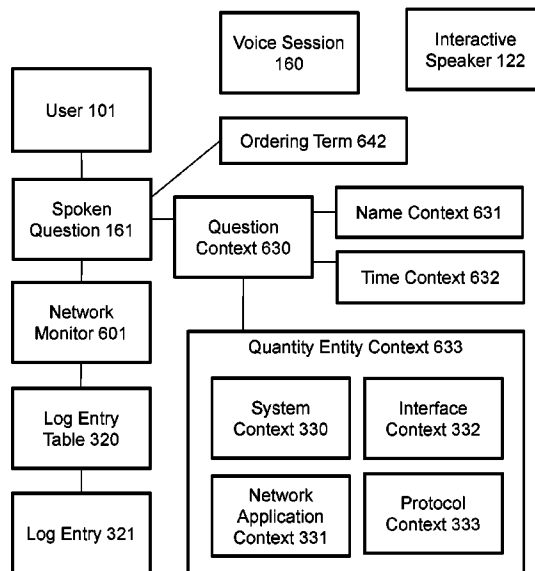 Voice Session
160
Interactive
Speaker 122
User 101
Ordering Term 642
Spoken
Question 161
Question
Context 630
Name Context 631
Time Context 632
Network
Monitor 601
Quantity Entity Context 633
Log Entry
Table 320
System
Context 330
Interface
Context 332
Log Entry 321
Network
Application
Context 331
Protocol
Context 333